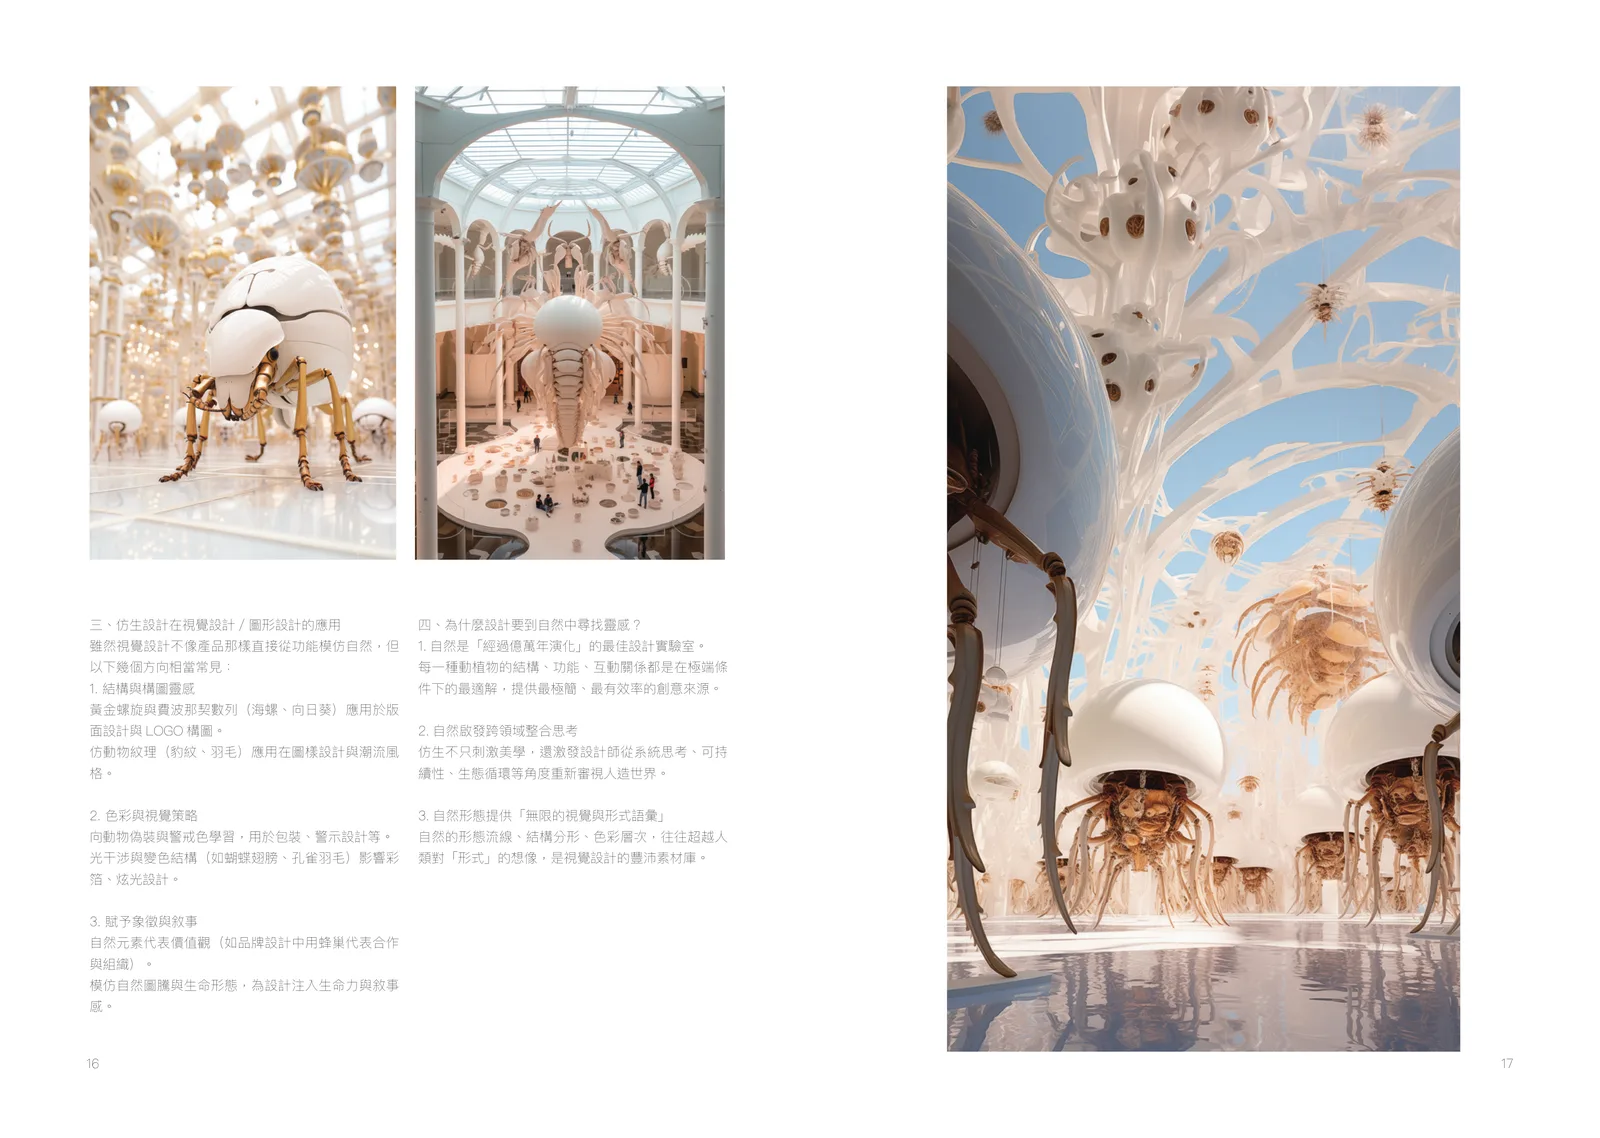 三、仿生設計在視覺設計 / 圖形設計的應用
雖然視覺設計不像產品那樣直接從功能模仿自然，但
以下幾個方向相當常見：
1. 結構與構圖靈感
黃金螺旋與費波那契數列（海螺、向日葵）應用於版
面設計與 LOGO 構圖。
仿動物紋理（豹紋、羽毛）應用在圖樣設計與潮流風
格。
2. 色彩與視覺策略
向動物偽裝與警戒色學習，用於包裝、警示設計等。
光干涉與變色結構（如蝴蝶翅膀、孔雀羽毛）影響彩
箔、炫光設計。
3. 賦予象徵與敘事
自然元素代表價值觀（如品牌設計中用蜂巢代表合作
與組織）。
模仿自然圖騰與生命形態，為設計注入生命力與敘事
感。
四、為什麼設計要到自然中尋找靈感？
1. 自然是「經過億萬年演化」的最佳設計實驗室。
每一種動植物的結構、功能、互動關係都是在極端條
件下的最適解，提供最極簡、最有效率的創意來源。
2. 自然啟發跨領域整合思考
仿生不只刺激美學，還激發設計師從系統思考、可持
續性、生態循環等角度重新審視人造世界。
3. 自然形態提供「無限的視覺與形式語彙」
自然的形態流線、結構分形、色彩層次，往往超越人
類對「形式」的想像，是視覺設計的豐沛素材庫。
16
17